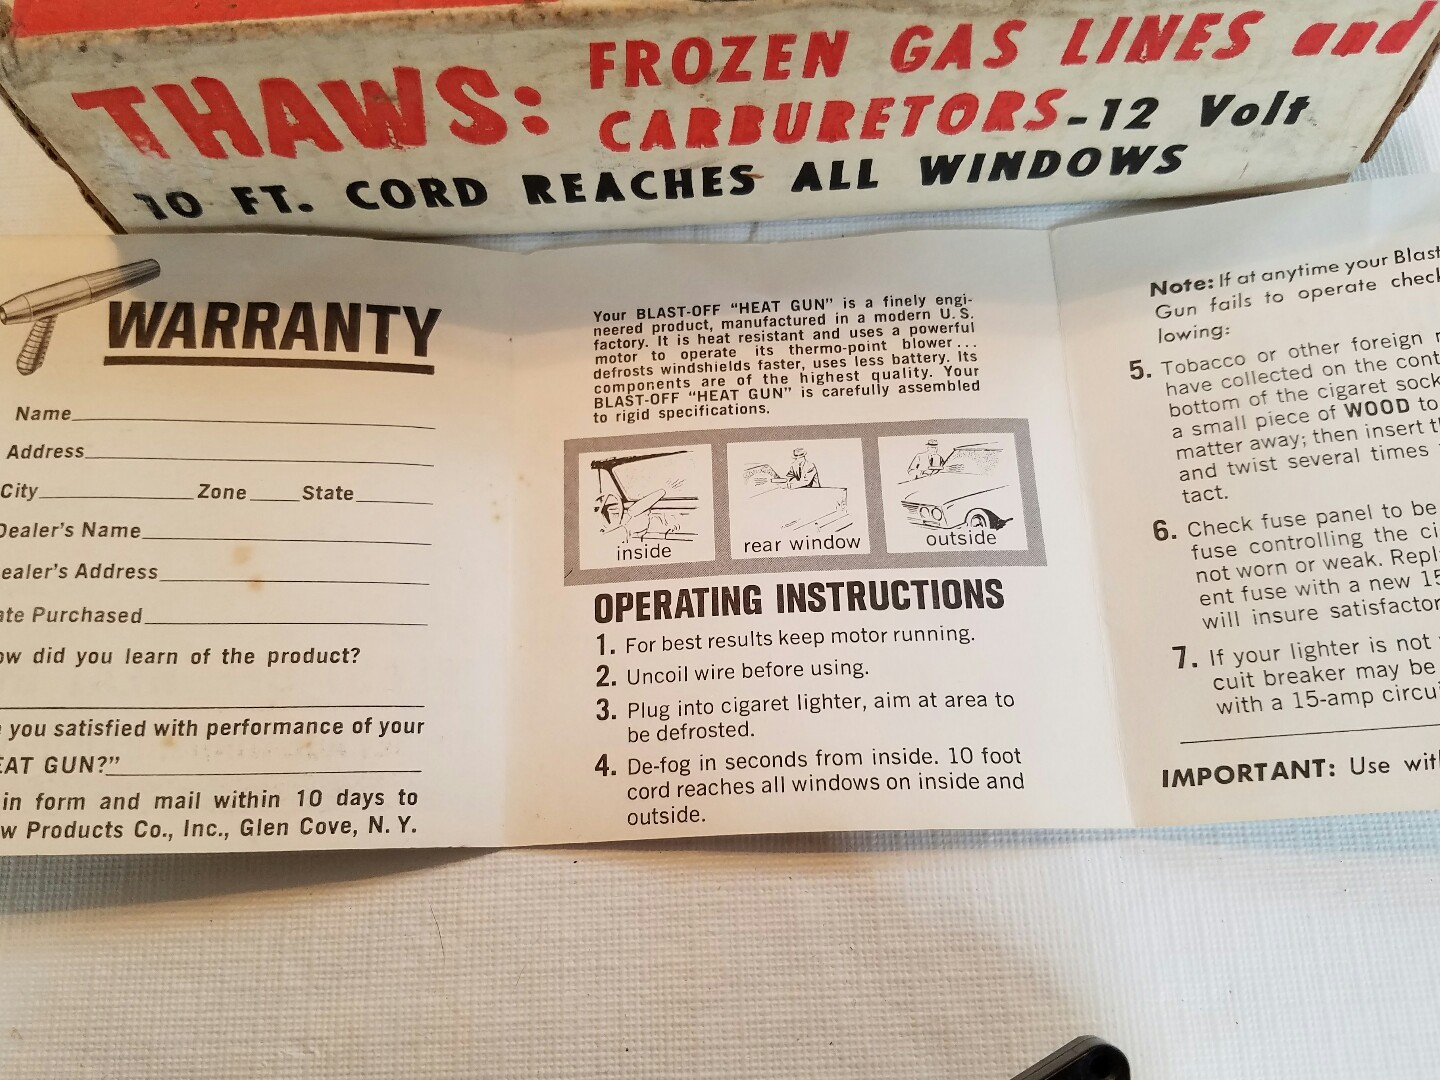 THAWS: FROZEN GAS LINES and
CARBURETORS-12 Volt
10 FT. CORD REACHES ALL WINDOWS
WARRANTY
Name
Address
City Zone State
Dealer's Name
ealer's Address
ate Purchased
ow did you learn of the product?
you satisfied with performance of your
EAT GUN?"
in form and mail within 10 days to
w Products Co., Inc., Glen Cove, N. Y.
Your BLAST-OFF "HEAT GUN" is a finely engi-
neered product, manufactured in a modern U. S.
factory. It is heat resistant and uses a powerful
motor to operate its thermo-point blower...
defrosts windshields faster, uses less battery. Its
components are of the highest quality. Your
BLAST-OFF "HEAT GUN" is carefully assembled
to rigid specifications.
inside
rear window
outside
OPERATING INSTRUCTIONS
1. For best results keep motor running.
2. Uncoil wire before using.
3. Plug into cigaret lighter, aim at area to
be defrosted.
4. De-fog in seconds from inside. 10 foot
cord reaches all windows on inside and
outside.
Note: If at anytime your Blast
Gun fails to operate check
lowing:
5. Tobacco or other foreign
have collected on the cont
bottom of the cigaret sock
a small piece of WOOD to
matter away; then insert th
and twist several times
tact.
6. Check fuse panel to be
fuse controlling the ci
not worn or weak. Repl
ent fuse with a new 15
will insure satisfactor
7. If your lighter is not
cuit breaker may be
with a 15-amp circui
IMPORTANT: Use with